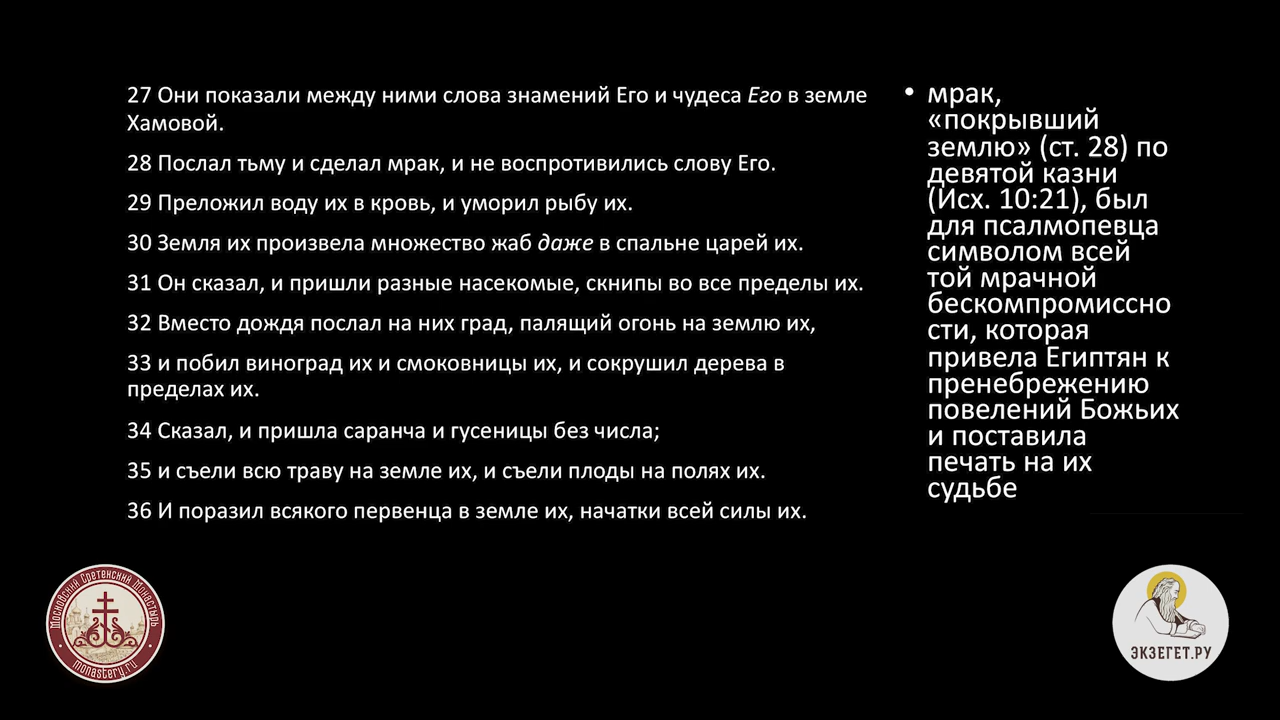 27 Они показали между ними слова знамений Его и чудеса Его в земле
Хамовой.
28 Послал тьму и сделал мрак, и не воспротивились слову Его.
29 Преложил воду их в кровь, и уморил рыбу их.
30 Земля их произвела множество жаб даже в спальне царей их.
31 Он сказал, и пришли разные насекомые, скнипы во все пределы их.
32 Вместо дождя послал на них град, палящий огонь на землю их,
33 и побил виноград их и смоковницы их, и сокрушил дерева в
пределах их.
34 Сказал, и пришла саранча и гусеницы без числа;
35 и съели всю траву на земле их, и съели плоды на полях их.
36 И поразил всякого первенца в земле их, начатки всей силы их.
• мрак,
«покрывший
землю» (ст. 28) по
девятой казни
(Исх. 10:21), был
для псалмопевца
символом всей
той мрачной
бескомпромиссно
сти, которая
привела Египтян к
пренебрежению
повелений Божьих
и поставила
печать на их
судьбе
Московский Сретенский Монастырь
monastery.ru
ЭКЗЕГЕТ.РУ